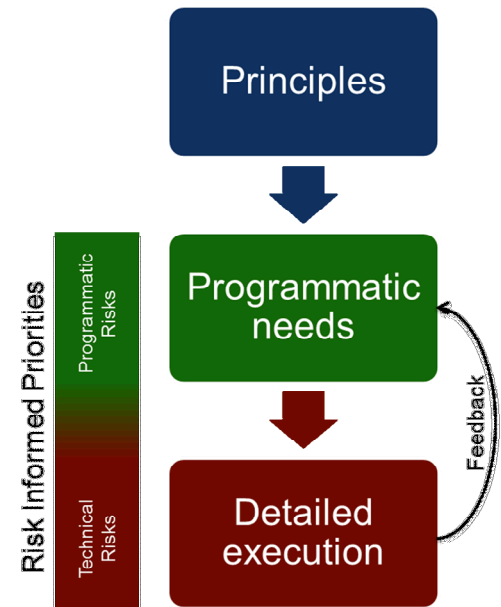 Principles
Programmatic
needs
Detailed
execution
Risk Informed Priorities
Programmatic
Risks
Technical
Risks
Feedback